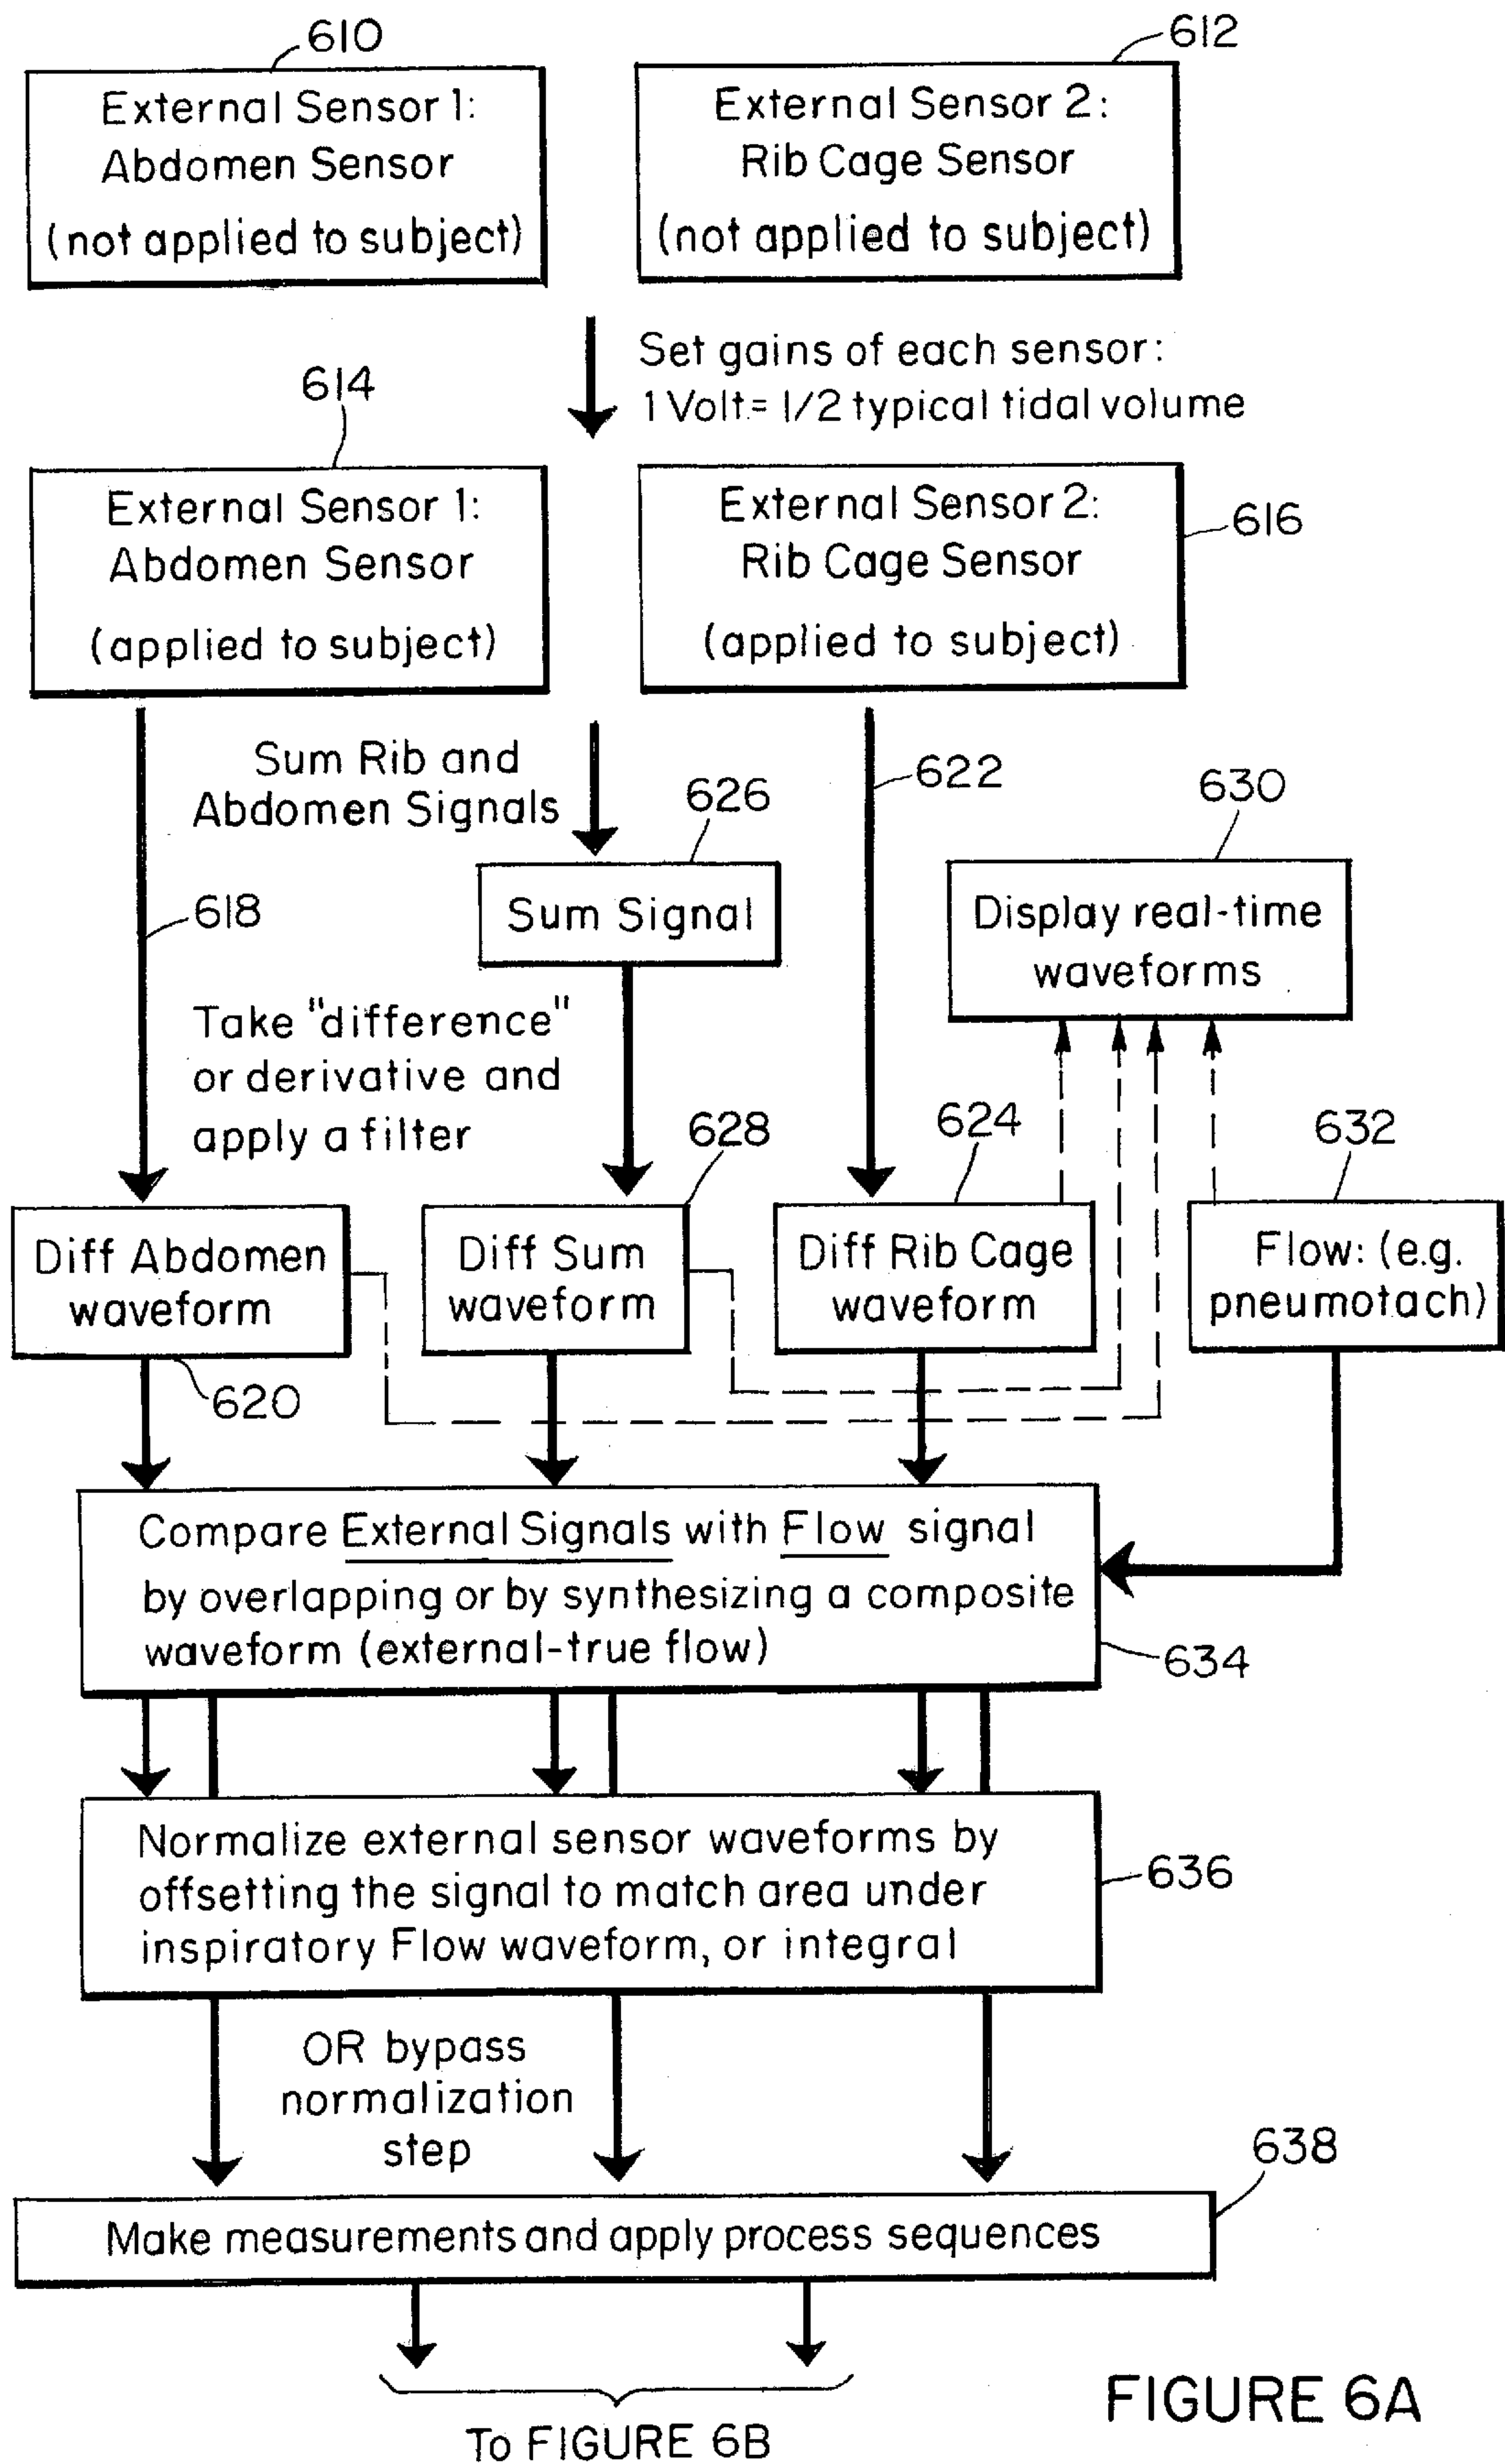 610
612
External Sensor 1:
Abdomen Sensor
(not applied to subject)
External Sensor 2:
Rib Cage Sensor
(not applied to subject)
Set gains of each sensor:
1 Volt = 1/2 typical tidal volume
614
External Sensor 1:
Abdomen Sensor
(applied to subject)
External Sensor 2:
Rib Cage Sensor
(applied to subject)
616
Sum Rib and
Abdomen Signals
626
622
630
618
Sum Signal
Display real-time
waveforms
Take "difference"
or derivative and
apply a filter
628
624
632
Diff Abdomen
waveform
Diff Sum
waveform
Diff Rib Cage
waveform
Flow: (e.g.
pneumotach)
620
Compare External Signals with Flow signal
by overlapping or by synthesizing a composite
waveform (external-true flow)
634
Normalize external sensor waveforms by
offsetting the signal to match area under
inspiratory Flow waveform, or integral
636
OR bypass
normalization
step
638
Make measurements and apply process sequences
To FIGURE 6B
FIGURE 6A